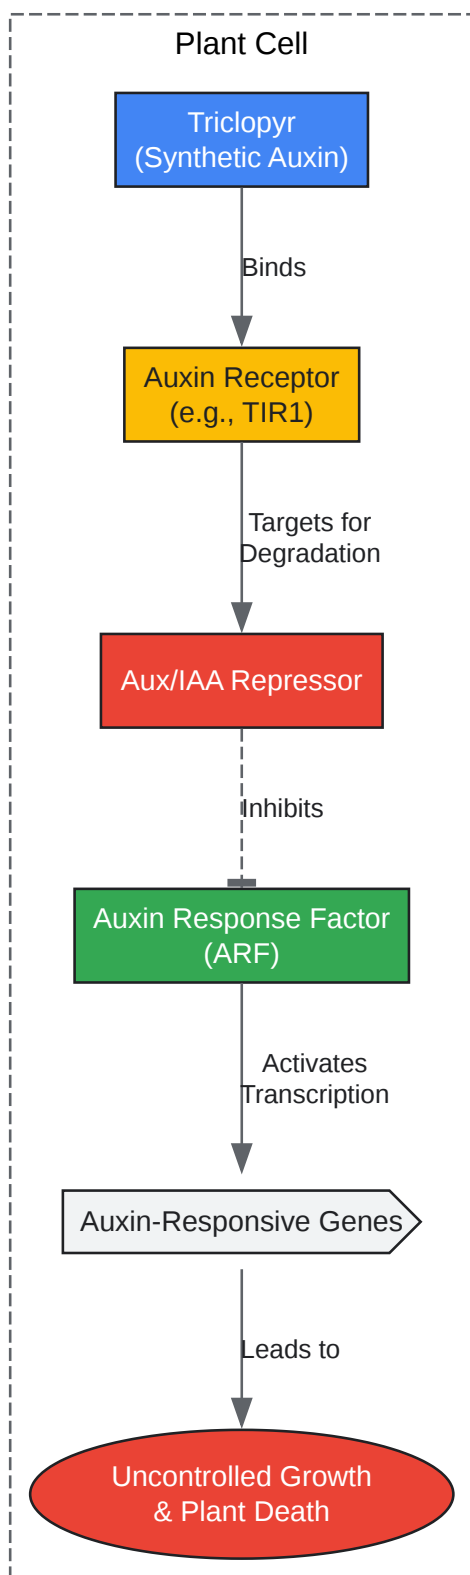 Plant Cell
Triclopyr
(Synthetic Auxin)
Binds
Auxin Receptor
(e.g., TIR1)
Targets for
Degradation
Aux/IAA Repressor
Inhibits
Auxin Response Factor
(ARF)
Activates
Transcription
Auxin-Responsive Genes
Leads to
Uncontrolled Growth
& Plant Death